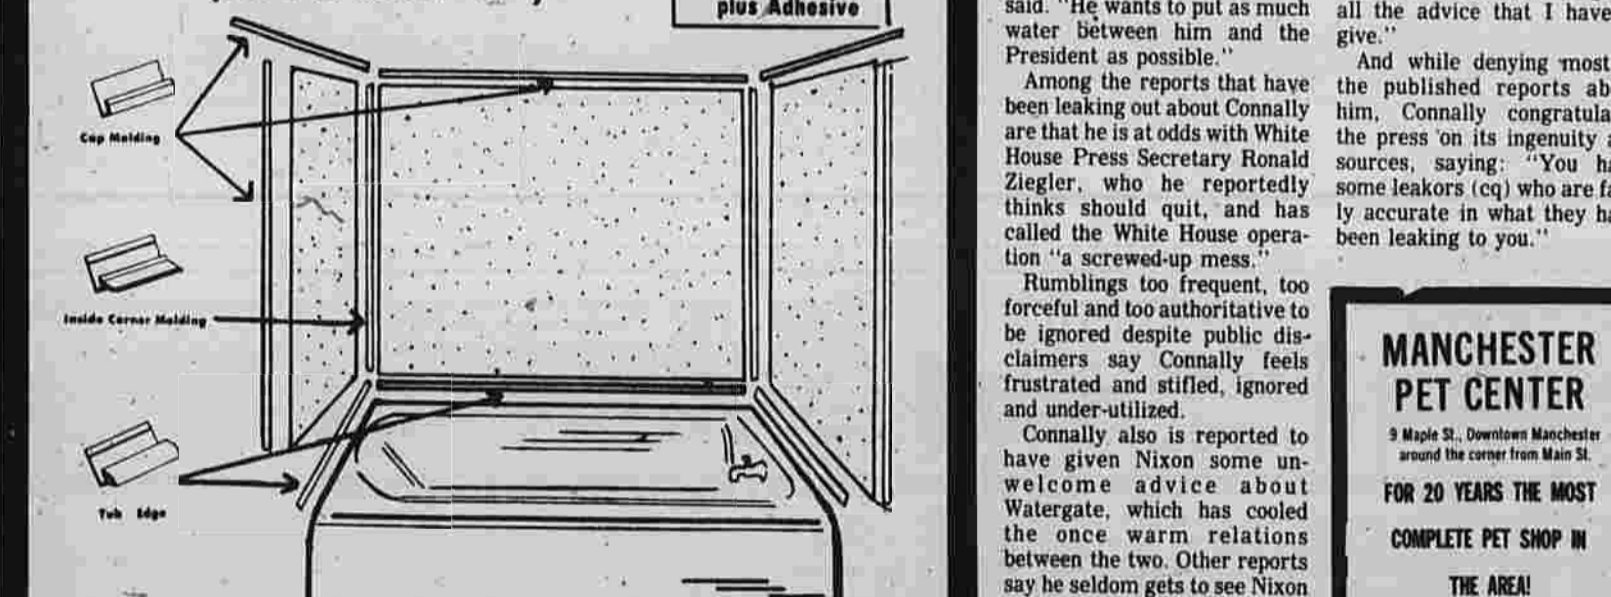 plus Adhesive
Cap Molding
Inside Corner Molding
Tub Edge
said. "He wants to put as much
water between him and the
President as possible."
Among the reports that have
been leaking out about Connally
are that he is at odds with White
House Press Secretary Ronald
Ziegler, who he reportedly
thinks should quit, and has
called the White House opera-
tion "a screwed-up mess."
Rumblings too frequent, too
forceful and too authoritative to
be ignored despite public dis-
claimers say Connally feels
frustrated and stifled, ignored
and under-utilized.
Connally also is reported to
have given Nixon some un-
welcome advice about
Watergate, which has cooled
the once warm relations
between the two. Other reports
say he seldom gets to see Nixon
all the advice that I have
give."
And while denying most
the published reports ab
him, Connally congratula
the press on its ingenuity a
sources, saying: "You ha
some leakors (cq) who are fa
ly accurate in what they ha
been leaking to you."
MANCHESTER
PET CENTER
9 Maple St., Downtown Manchester
around the corner from Main St.
FOR 20 YEARS THE MOST
COMPLETE PET SHOP IN
THE AREA!